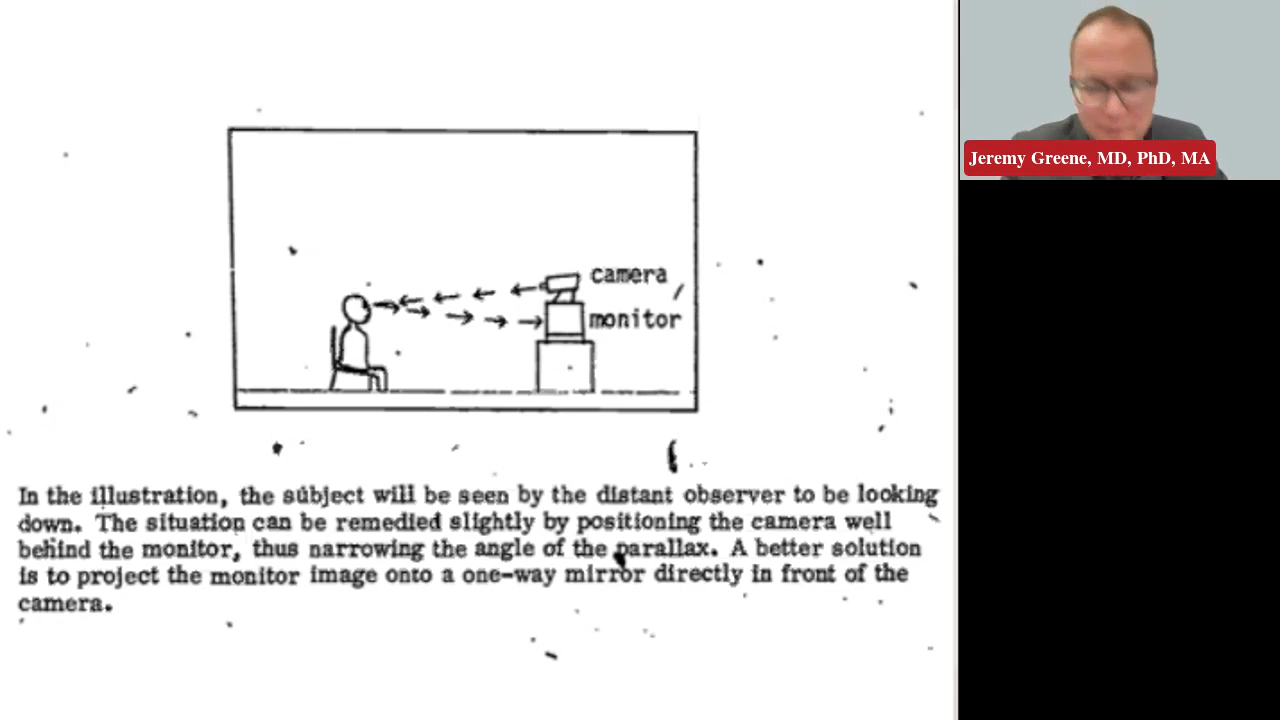 camera
monitor
In the illustration, the subject will be seen by the distant observer to be looking
down. The situation can be remedied slightly by positioning the camera well
behind the monitor, thus narrowing the angle of the parallax. A better solution
is to project the monitor image onto a one-way mirror directly in front of the
camera.
Jeremy Greene, MD, PhD, MA